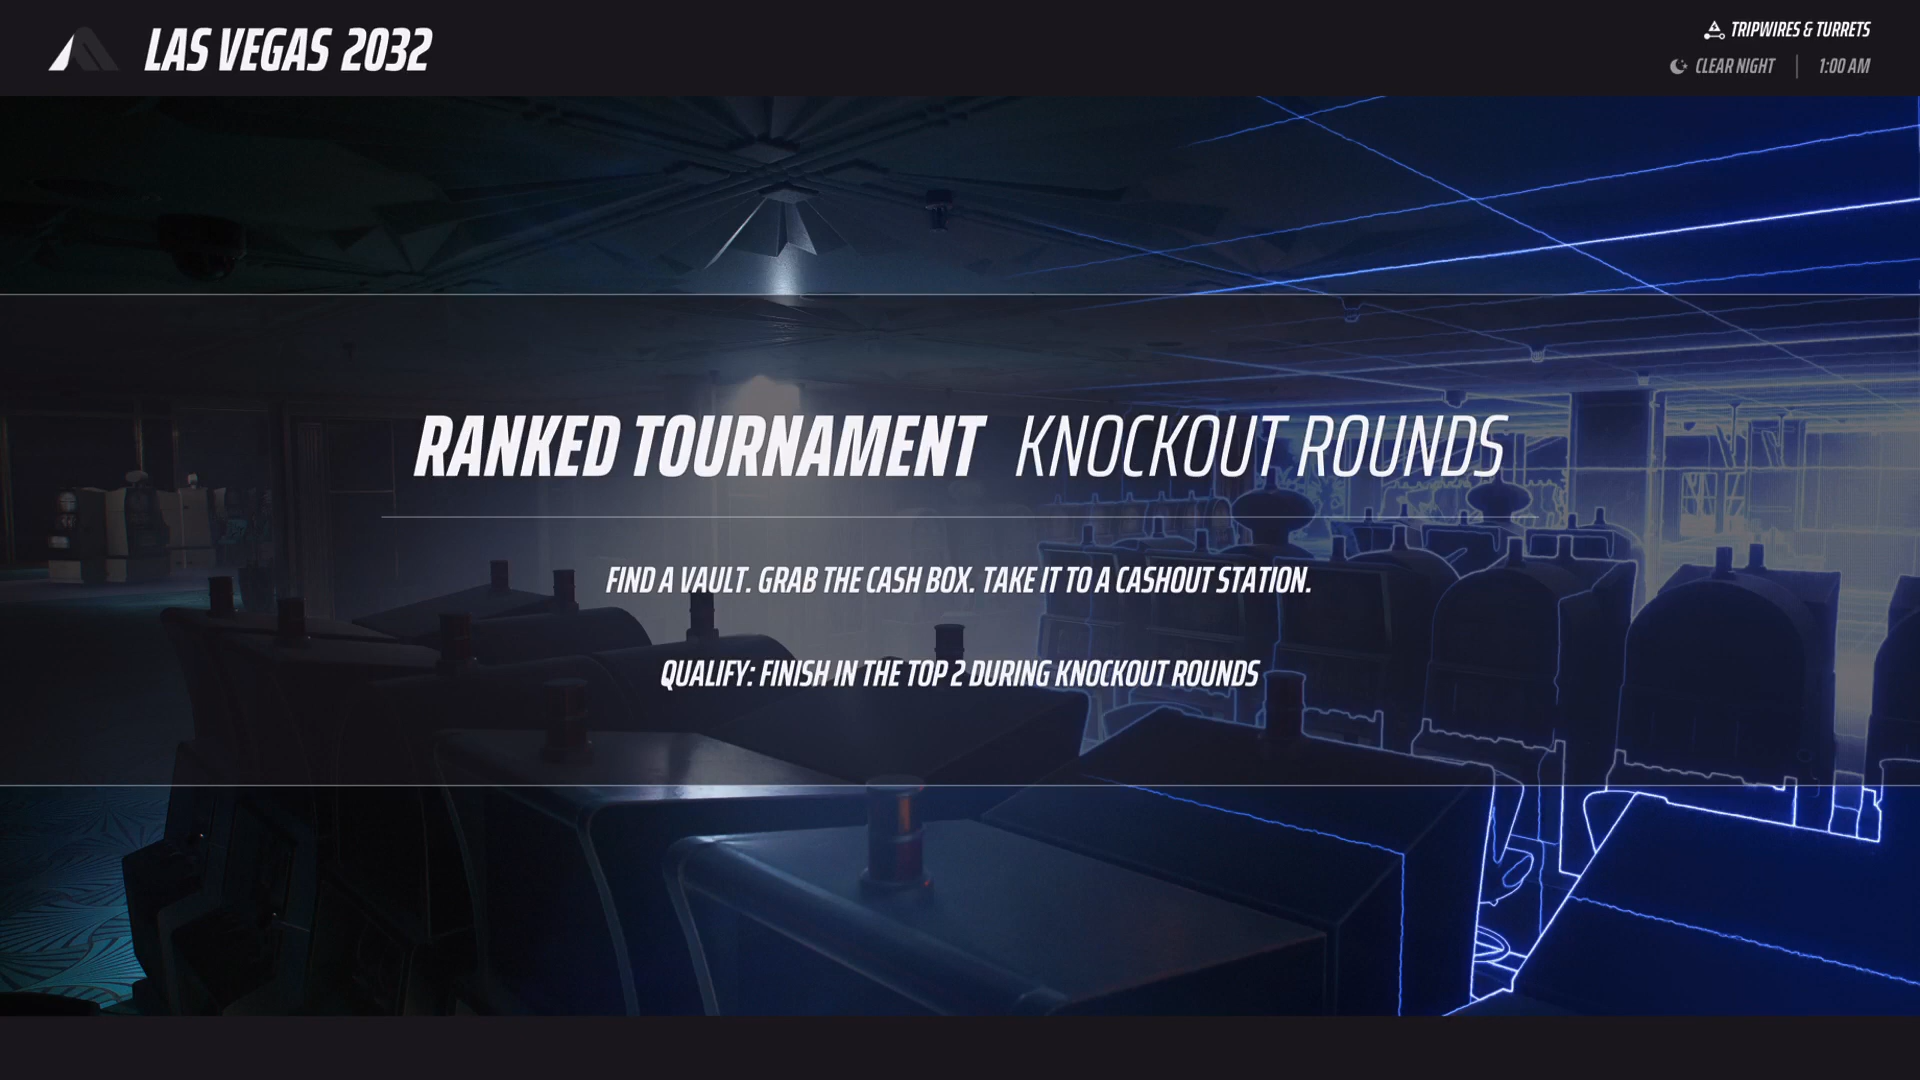 LAS VEGAS 2032
TRIPWIRES & TURRETS
CLEAR NIGHT | 1:00 AM
RANKED TOURNAMENT KNOCKOUT ROUNDS
FIND A VAULT. GRAB THE CASH BOX. TAKE IT TO A CASHOUT STATION.
QUALIFY: FINISH IN THE TOP 2 DURING KNOCKOUT ROUNDS